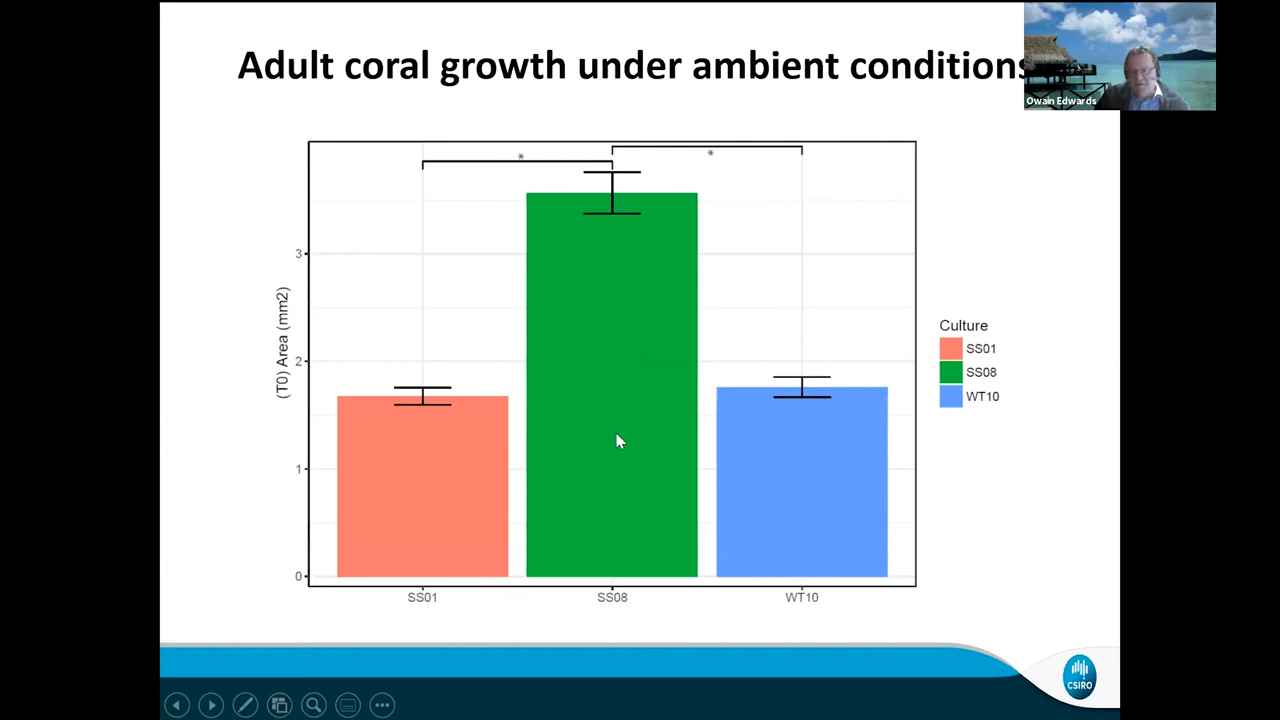 Adult coral growth under ambient conditions
Owain Edwards
*
*
(T0) Area (mm2)
3
2
1
0
SS01
SS08
WT10
Culture
SS01
SS08
WT10
CSIRO